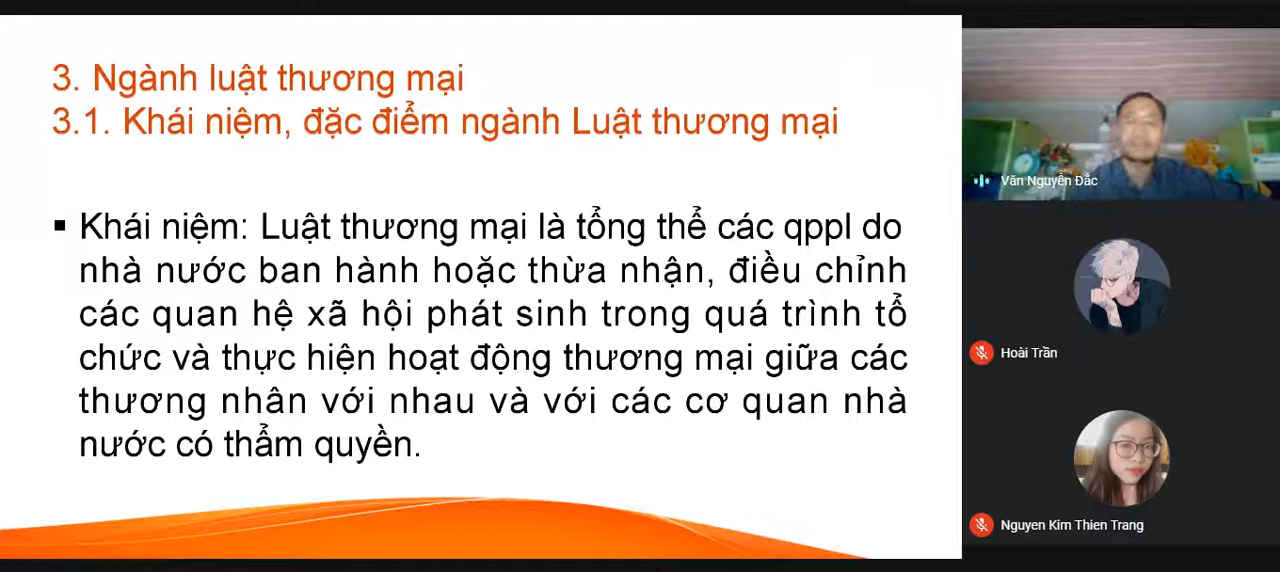 3. Ngành luật thương mại
3.1. Khái niệm, đặc điểm ngành Luật thương mại
▪ Khái niệm: Luật thương mại là tổng thể các qppl do
nhà nước ban hành hoặc thừa nhận, điều chỉnh
các quan hệ xã hội phát sinh trong quá trình tổ
chức và thực hiện hoạt động thương mại giữa các
thương nhân với nhau và với các cơ quan nhà
nước có thẩm quyền.
Văn Nguyễn Đắc
Hoài Trần
Nguyen Kim Thien Trang